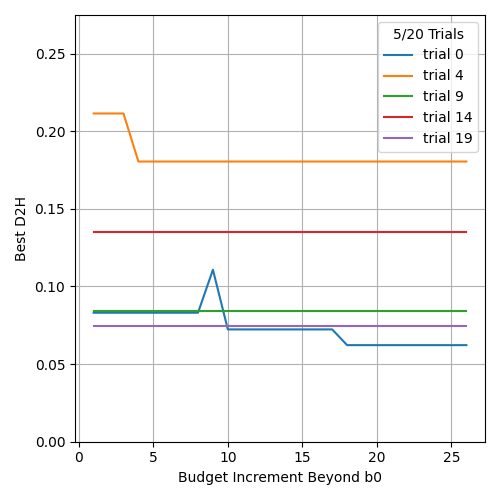 5/20 Trials
trial 0
trial 4
trial 9
trial 14
trial 19
0.25
0.20
0.15
0.10
0.05
0.00
Best D2H
0 5 10 15 20 25
Budget Increment Beyond b0